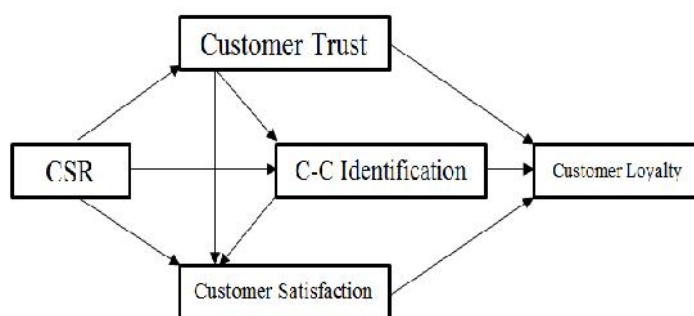 Customer Trust
CSR
C-C Identification
Customer Loyalty
Customer Satisfaction